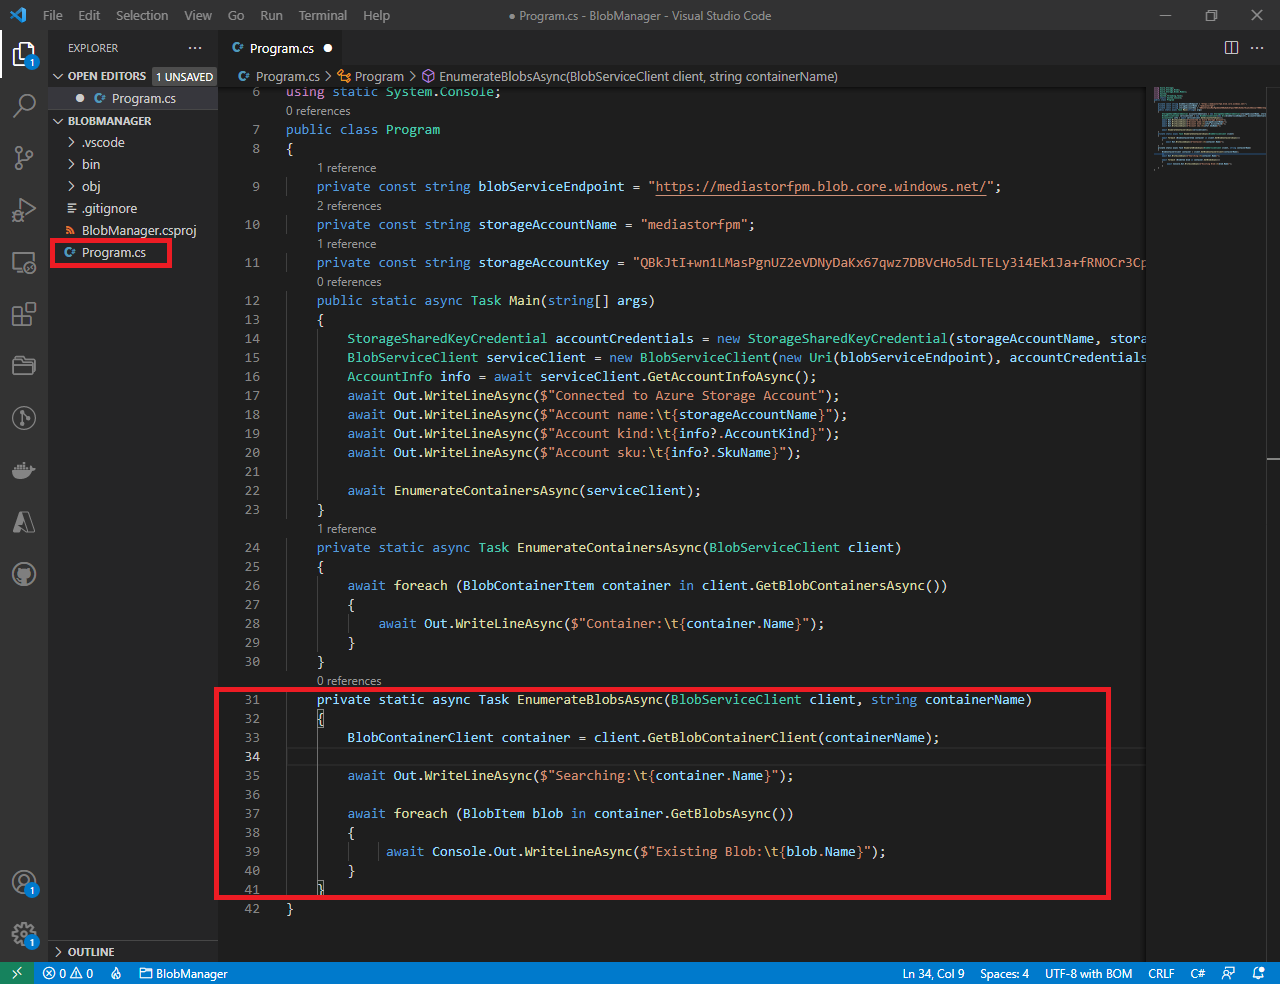 File Edit Selection View Go Run Terminal Help ● Program.cs - BlobManager - Visual Studio Code
EXPLORER ···
OPEN EDITORS 1 UNSAVED
● C# Program.cs
BLOBMANAGER
> .vscode
> bin
> obj
.gitignore
BlobManager.csproj
C# Program.cs
OUTLINE
1
1
1
C# Program.cs ●
C# Program.cs > Program > EnumerateBlobsAsync(BlobServiceClient client, string containerName)
6 using static System.Console;
0 references
7 public class Program
8 {
1 reference
9 private const string blobServiceEndpoint = "https://mediastorfpm.blob.core.windows.net/";
2 references
10 private const string storageAccountName = "mediastorfpm";
1 reference
11 private const string storageAccountKey = "QBkJtI+wn1LMasPgnUZ2eVDNyDaKx67qwz7DBVcHo5dLTELy3i4Ek1Ja+fRNOCr3Cp
0 references
12 public static async Task Main(string[] args)
13 {
14 StorageSharedKeyCredential accountCredentials = new StorageSharedKeyCredential(storageAccountName, stora
15 BlobServiceClient serviceClient = new BlobServiceClient(new Uri(blobServiceEndpoint), accountCredentials
16 AccountInfo info = await serviceClient.GetAccountInfoAsync();
17 await Out.WriteLineAsync($"Connected to Azure Storage Account");
18 await Out.WriteLineAsync($"Account name:\t{storageAccountName}");
19 await Out.WriteLineAsync($"Account kind:\t{info?.AccountKind}");
20 await Out.WriteLineAsync($"Account sku:\t{info?.SkuName}");
21
22 await EnumerateContainersAsync(serviceClient);
23 }
1 reference
24 private static async Task EnumerateContainersAsync(BlobServiceClient client)
25 {
26 await foreach (BlobContainerItem container in client.GetBlobContainersAsync())
27 {
28 await Out.WriteLineAsync($"Container:\t{container.Name}");
29 }
30 }
0 references
31 private static async Task EnumerateBlobsAsync(BlobServiceClient client, string containerName)
32 {
33 BlobContainerClient container = client.GetBlobContainerClient(containerName);
34
35 await Out.WriteLineAsync($"Searching:\t{container.Name}");
36
37 await foreach (BlobItem blob in container.GetBlobsAsync())
38 {
39 await Console.Out.WriteLineAsync($"Existing Blob:\t{blob.Name}");
40 }
41 }
42 }
0 0 BlobManager Ln 34, Col 9 Spaces: 4 UTF-8 with BOM CRLF C#